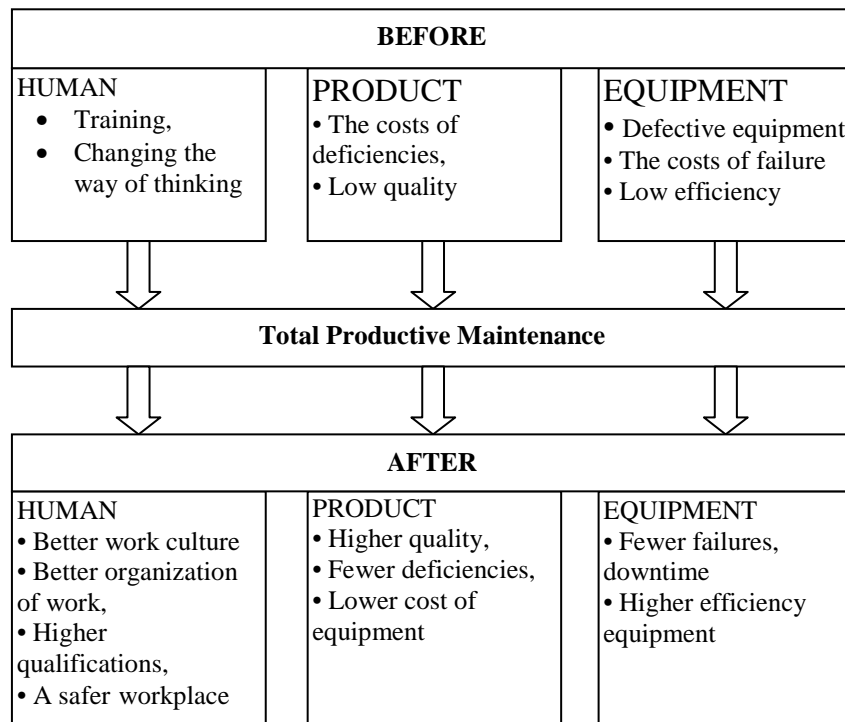 BEFORE
HUMAN
• Training,
• Changing the
way of thinking
PRODUCT
• The costs of
deficiencies,
• Low quality
EQUIPMENT
• Defective equipment
• The costs of failure
• Low efficiency
Total Productive Maintenance
AFTER
HUMAN
• Better work culture
• Better organization
of work,
• Higher
qualifications,
• A safer workplace
PRODUCT
• Higher quality,
• Fewer deficiencies,
• Lower cost of
equipment
EQUIPMENT
• Fewer failures,
downtime
• Higher efficiency
equipment